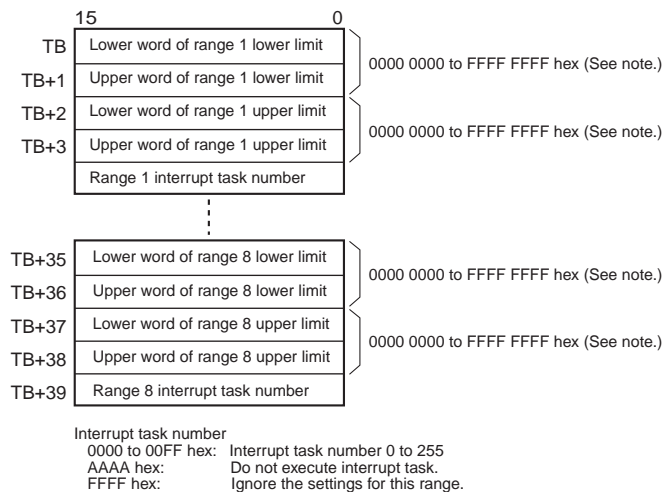 15 0
TB Lower word of range 1 lower limit
0000 0000 to FFFF FFFF hex (See note.)
TB+1 Upper word of range 1 lower limit
TB+2 Lower word of range 1 upper limit
0000 0000 to FFFF FFFF hex (See note.)
TB+3 Upper word of range 1 upper limit
Range 1 interrupt task number
TB+35 Lower word of range 8 lower limit
0000 0000 to FFFF FFFF hex (See note.)
TB+36 Upper word of range 8 lower limit
TB+37 Lower word of range 8 upper limit
0000 0000 to FFFF FFFF hex (See note.)
TB+38 Upper word of range 8 upper limit
TB+39 Range 8 interrupt task number
Interrupt task number
0000 to 00FF hex: Interrupt task number 0 to 255
AAAA hex: Do not execute interrupt task.
FFFF hex: Ignore the settings for this range.